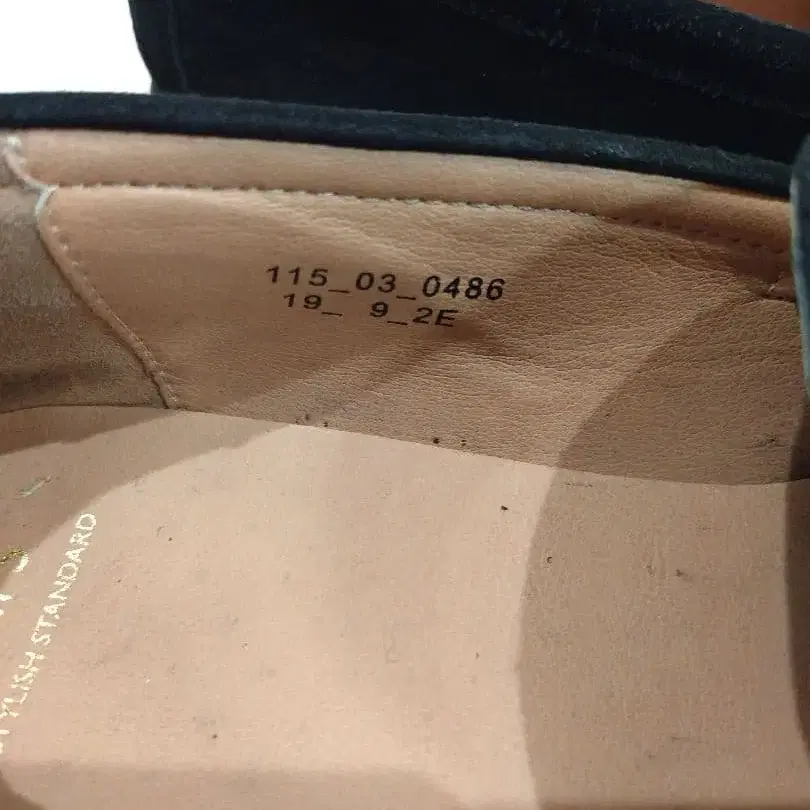 115_03_0486
19_ 9_2E
STYLISH STANDARD